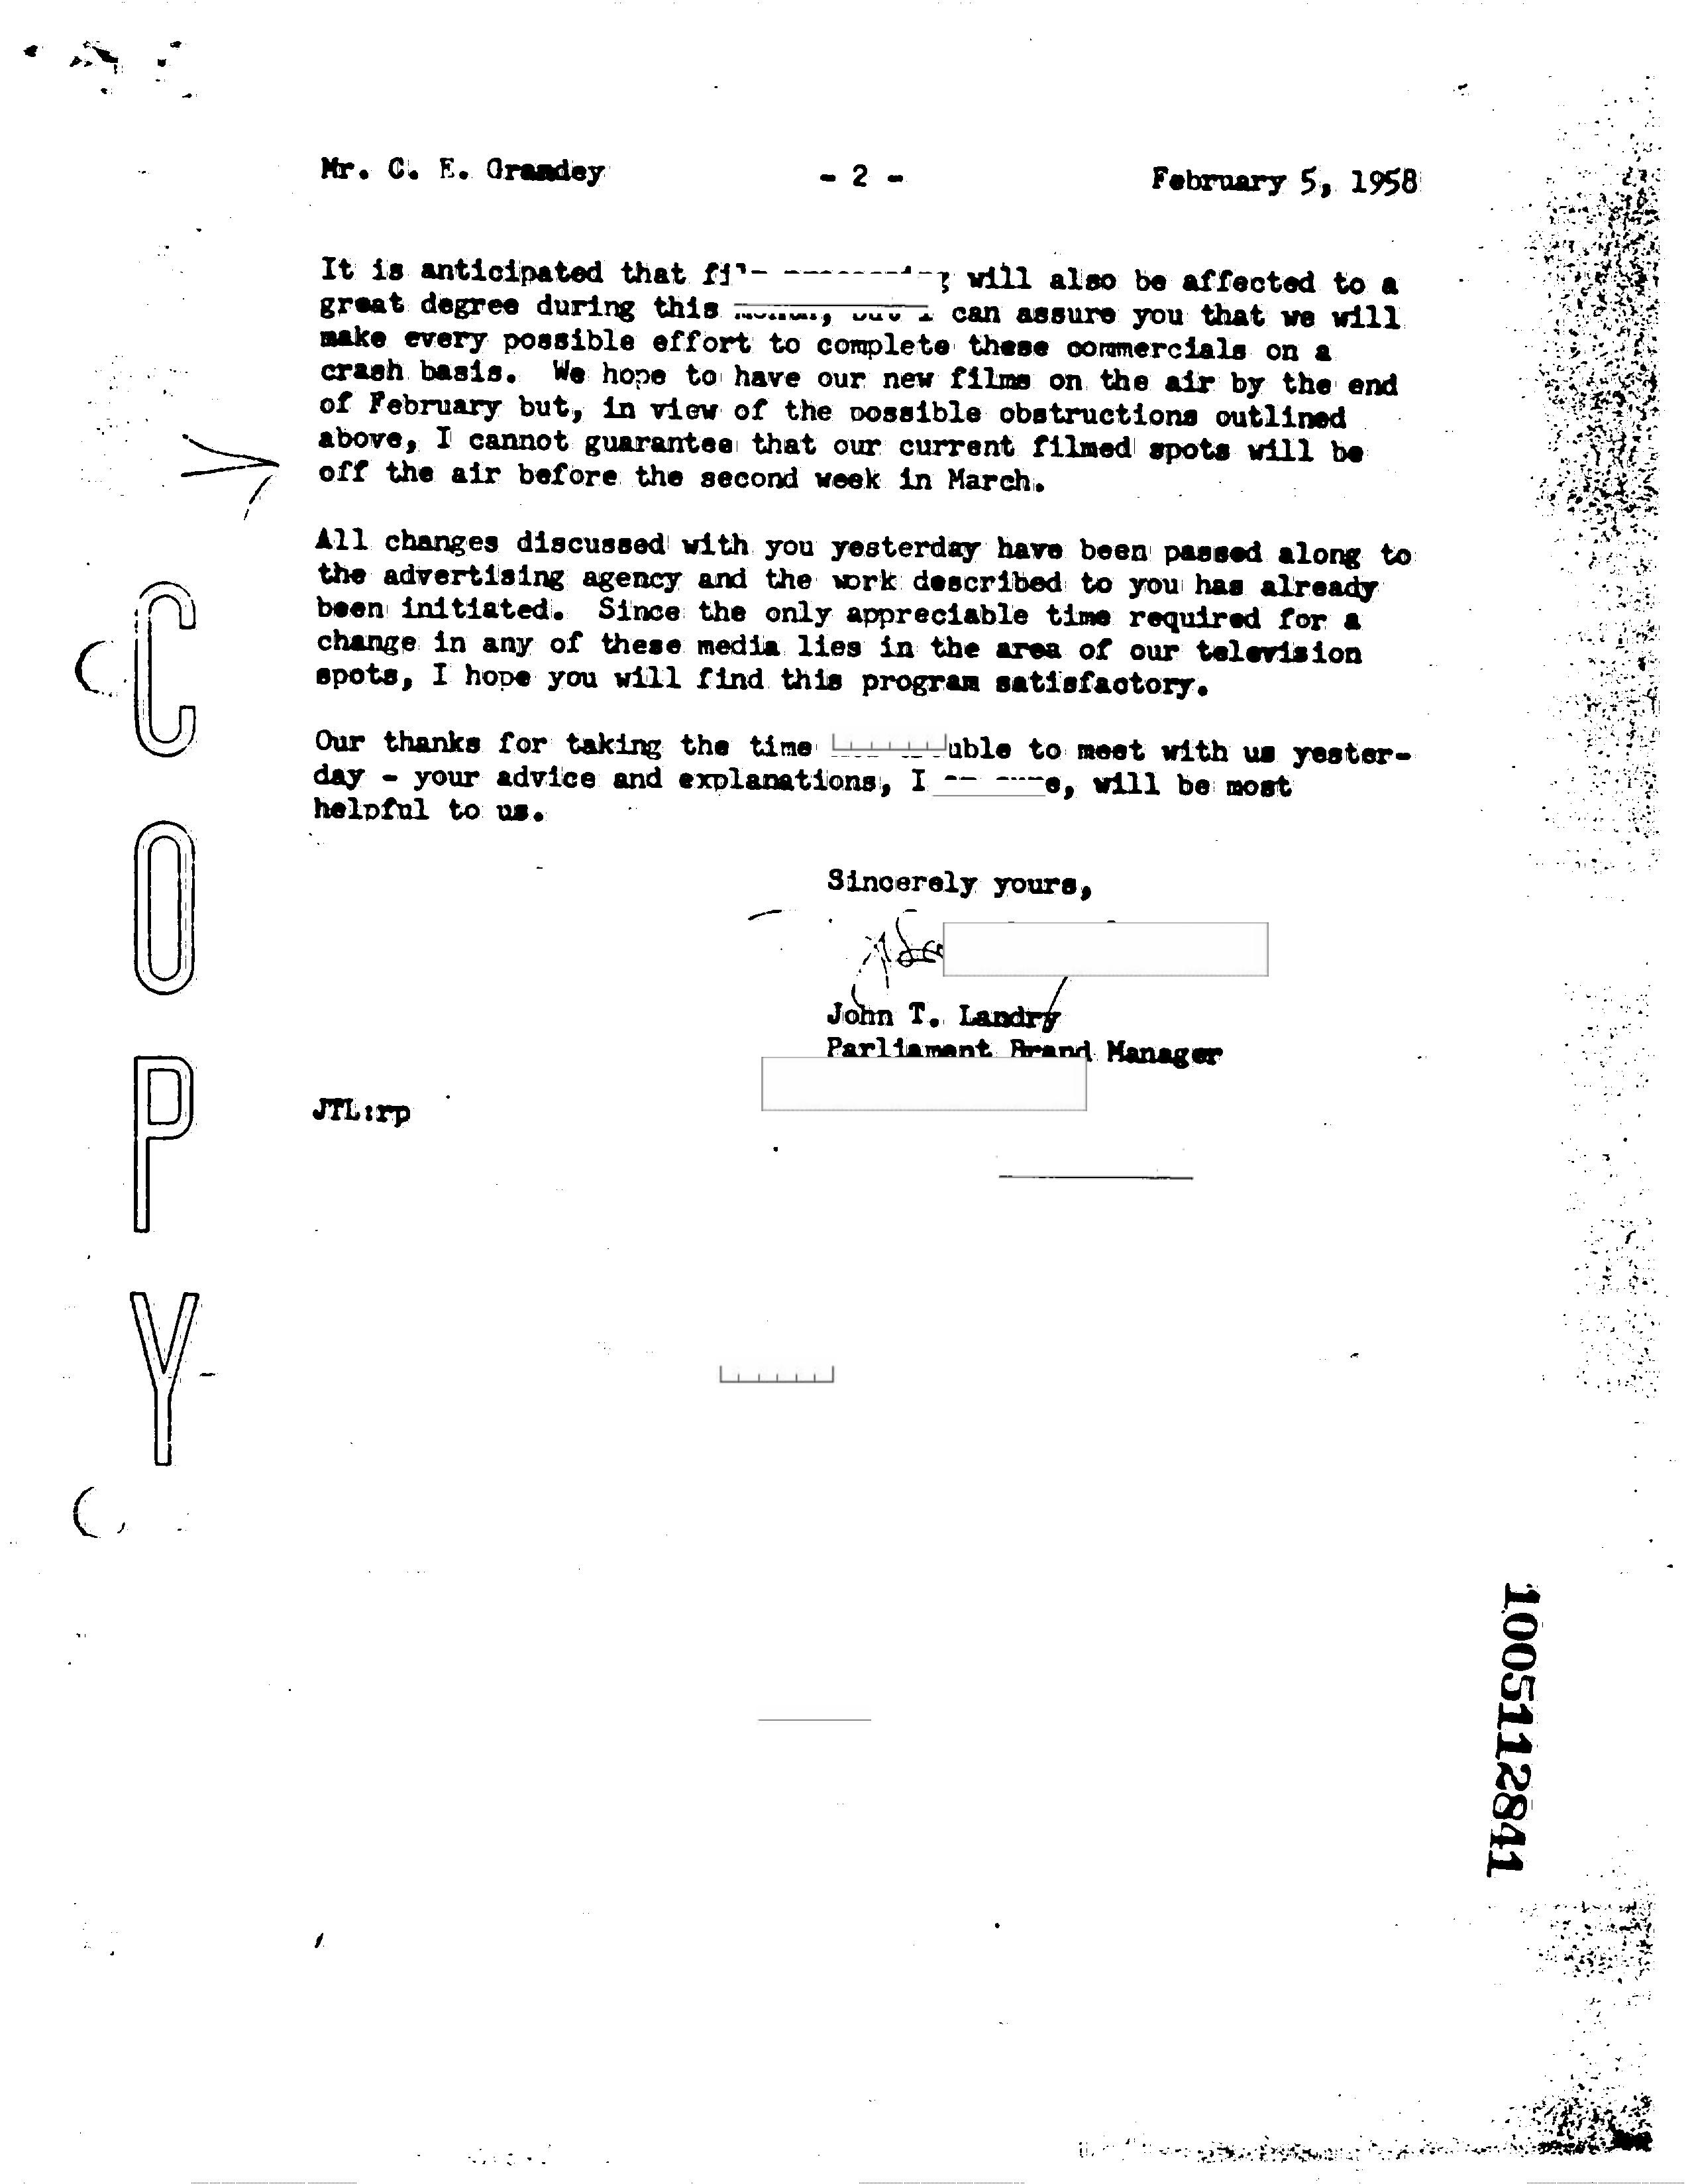 Mr. C. E. Grandey - 2 - February 5, 1958
It is anticipated that will also be affected to a
great degree during this can assure you that we will
make every possible effort to complete these commercials on a
crash basis. We hope to have our new films on the air by the end
of February but, in view of the possible obstructions outlined
above, I cannot guarantee that our current filmed spots will be
off the air before the second week in March.
All changes discussed with you yesterday have been passed along to
the advertising agency and the work described to you has already
been initiated. Since the only appreciable time required for a
change in any of these media lies in the area of our television
spots, I hope you will find this program satisfactory.
Our thanks for taking the time to meet with us yester-
day - your advice and explanations, I will be most
helpful to us.
Sincerely yours,
John T. Landry
Parliament Brand Manager
JTL:rp
COPY
1005112841